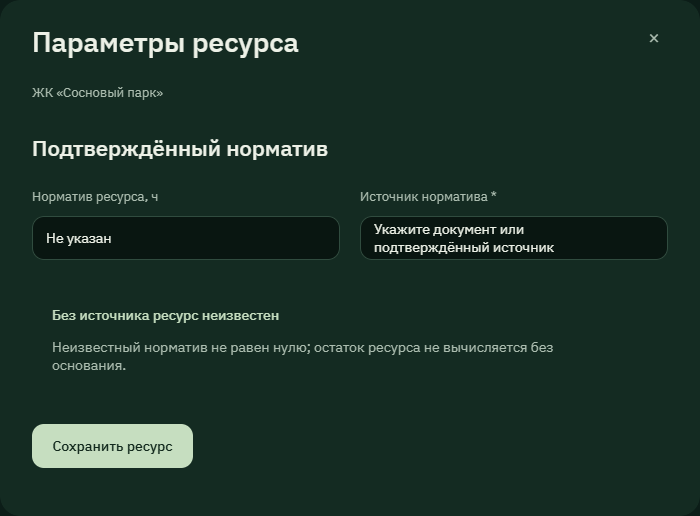 Параметры ресурса
×
ЖК «Сосновый парк»
Подтверждённый норматив
Норматив ресурса, ч
Источник норматива *
Не указан
Укажите документ или
подтверждённый источник
Без источника ресурс неизвестен
Неизвестный норматив не равен нулю; остаток ресурса не вычисляется без
основания.
Сохранить ресурс